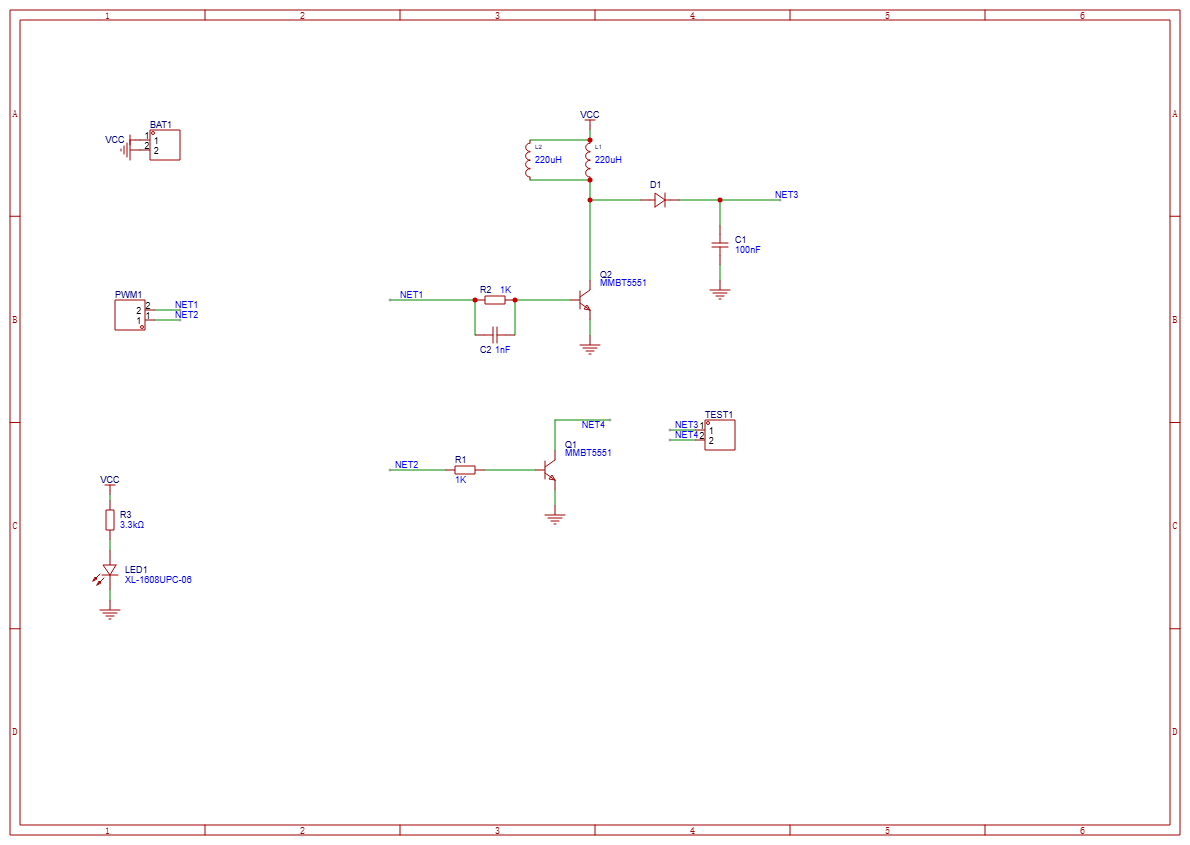 1 2 3 4 5 6
A A
VCC
BAT1
1 1
2 2
VCC
L2
220uH
L1
220uH
D1
NET3
C1
100nF
B B
PWM1
2 2
1 1
NET1
NET2
NET1
R2 1K
C2 1nF
Q2
MMBT5551
NET4
Q1
MMBT5551
NET2
R1
1K
TEST1
NET3 1 1
NET4 2 2
C C
VCC
R3
3.3kΩ
LED1
XL-1608UPC-06
D D
1 2 3 4 5 6